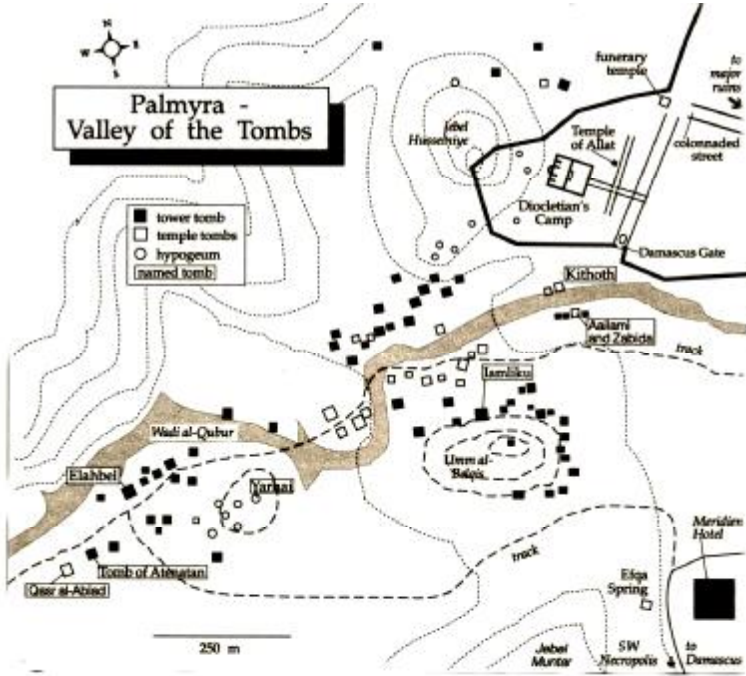 N
W E
S
Palmyra -
Valley of the Tombs
tower tomb
temple tombs
hypogeum
named tomb
funerary
temple
to
major
ruins
Jebel
Husseiniye
Temple
of Allat
colonnaded
street
Diocletian's
Camp
Damascus Gate
Kithoth
Aailami
and Zabida
track
Iamliku
Wadi al-Qubur
Umm al-
Belqis
Elahbel
Yarhai
Tomb of Atenatan
Qasr al-Abiad
track
Meridien
Hotel
Efqa
Spring
250 m
Jebel
Muntar
SW
Necropolis
to
Damascus